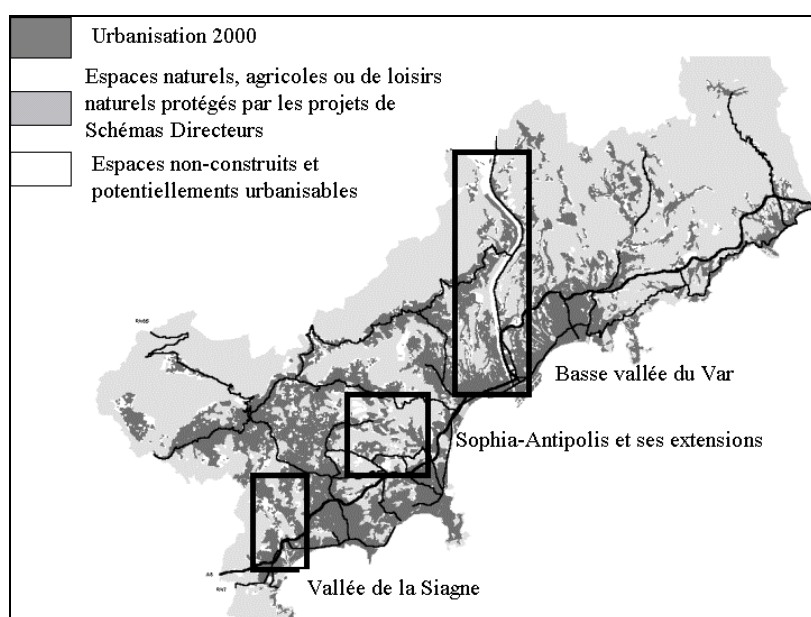 Urbanisation 2000
Espaces naturels, agricoles ou de loisirs
naturels protégés par les projets de
Schémas Directeurs
Espaces non-construits et
potentiellements urbanisables
Basse vallée du Var
Sophia-Antipolis et ses extensions
Vallée de la Siagne